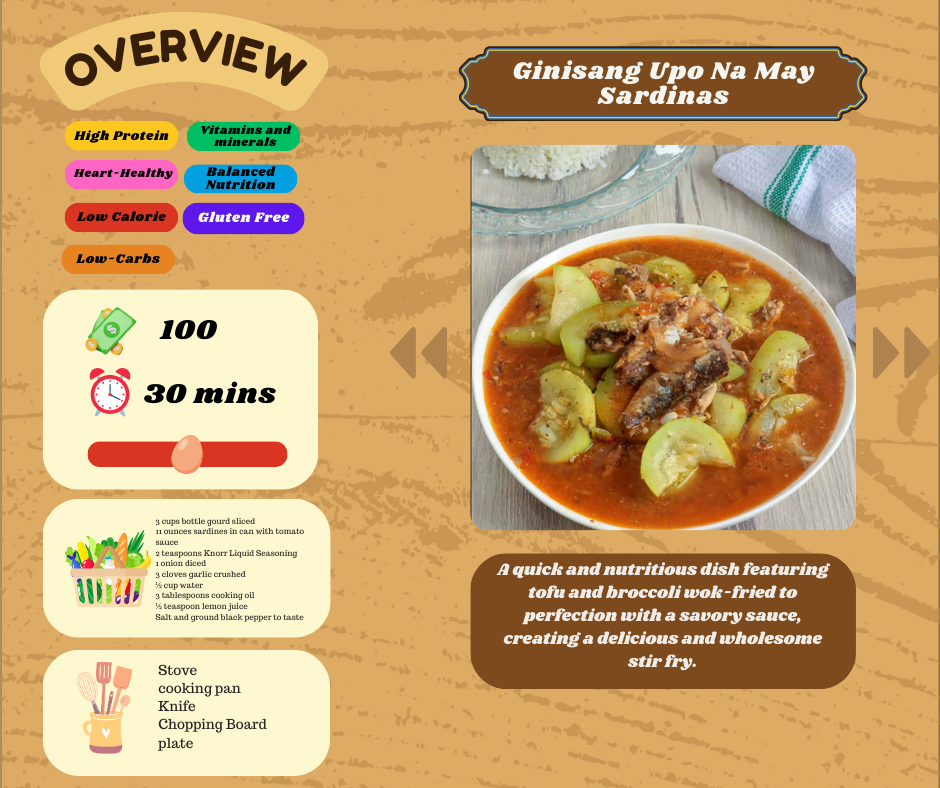 OVERVIEW
High Protein
Vitamins and
minerals
Heart-Healthy
Balanced
Nutrition
Low Calorie
Gluten Free
Low-Carbs
100
30 mins
3 cups bottle gourd sliced
11 ounces sardines in can with tomato
sauce
2 teaspoons Knorr Liquid Seasoning
1 onion diced
3 cloves garlic crushed
½ cup water
3 tablespoons cooking oil
½ teaspoon lemon juice
Salt and ground black pepper to taste
Stove
cooking pan
Knife
Chopping Board
plate
Ginisang Upo Na May
Sardinas
A quick and nutritious dish featuring
tofu and broccoli wok-fried to
perfection with a savory sauce,
creating a delicious and wholesome
stir fry.